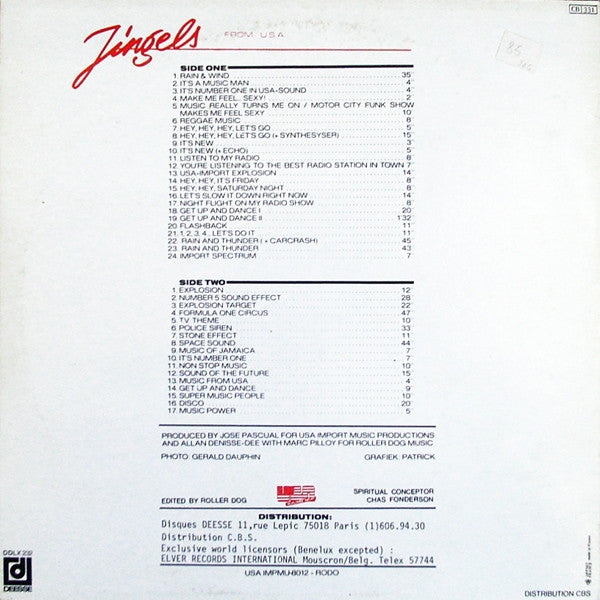 CB 331
Jingels FROM USA
85
SIDE ONE
1. RAIN & WIND 35"
2. IT'S A MUSIC MAN 4'
3. IT'S NUMBER ONE IN USA-SOUND 4'
4. MAKE ME FEEL.. SEXY! 2'
5. MUSIC REALLY TURNS ME ON / MOTOR CITY FUNK SHOW
MAKES ME FEEL SEXY 10"
6. REGGAE MUSIC 8"
7. HEY, HEY, HEY, LET'S GO 5"
8. HEY, HEY, HEY, LET'S GO (+ SYNTHESYSER) 15"
9. IT'S NEW 3"
10. IT'S NEW (+ ECHO) 5"
11. LISTEN TO MY RADIO 8"
12. YOU'RE LISTENING TO THE BEST RADIO STATION IN TOWN 7"
13. USA-IMPORT EXPLOSION 14"
14. HEY, HEY, IT'S FRIDAY 8"
15. HEY, HEY, SATURDAY NIGHT 8"
16. LET'S SLOW IT DOWN RIGHT NOW 14"
17. NIGHT FLIGHT ON MY RADIO SHOW 8"
18. GET UP AND DANCE I 20"
19. GET UP AND DANCE II 1'32
20. FLASHBACK 11"
21. 1, 2, 3, 4.. LET'S DO IT 11"
22. RAIN AND THUNDER (+ CARCRASH) 45"
23. RAIN AND THUNDER 43"
24. IMPORT SPECTRUM 7"
SIDE TWO
1. EXPLOSION 12"
2. NUMBER 5 SOUND EFFECT 28"
3. EXPLOSION TARGET 22"
4. FORMULA ONE CIRCUS 47"
5. TV THEME 10"
6. POLICE SIREN 33"
7. STONE EFFECT 11"
8. SPACE SOUND 44"
9. MUSIC OF JAMAICA 7"
10. IT'S NUMBER ONE 7"
11. NON STOP MUSIC 10"
12. SOUND OF THE FUTURE 15"
13. MUSIC FROM USA 4"
14. GET UP AND DANCE 9"
15. SUPER MUSIC PEOPLE 10"
16. DISCO 20"
17. MUSIC POWER 5"
PRODUCED BY JOSE PASCUAL FOR USA IMPORT MUSIC PRODUCTIONS
AND ALLAN DENISSE-DEE WITH MARC PILLOY FOR ROLLER DOG MUSIC
PHOTO: GERALD DAUPHIN GRAFIEK: PATRICK
EDITED BY ROLLER DOG
SPIRITUAL CONCEPTOR
CHAS FONDERSON
DISTRIBUTION:
Disques DEESSE 11,rue Lepic 75018 Paris (1)606.94.30
Distribution C.B.S.
Exclusive world licensors (Benelux excepted) :
ELVER RECORDS INTERNATIONAL Mouscron/Belg. Telex 57744
USA IMPMU-8012 - RODO
DDLX 232
DEESSE
DISTRIBUTION CBS